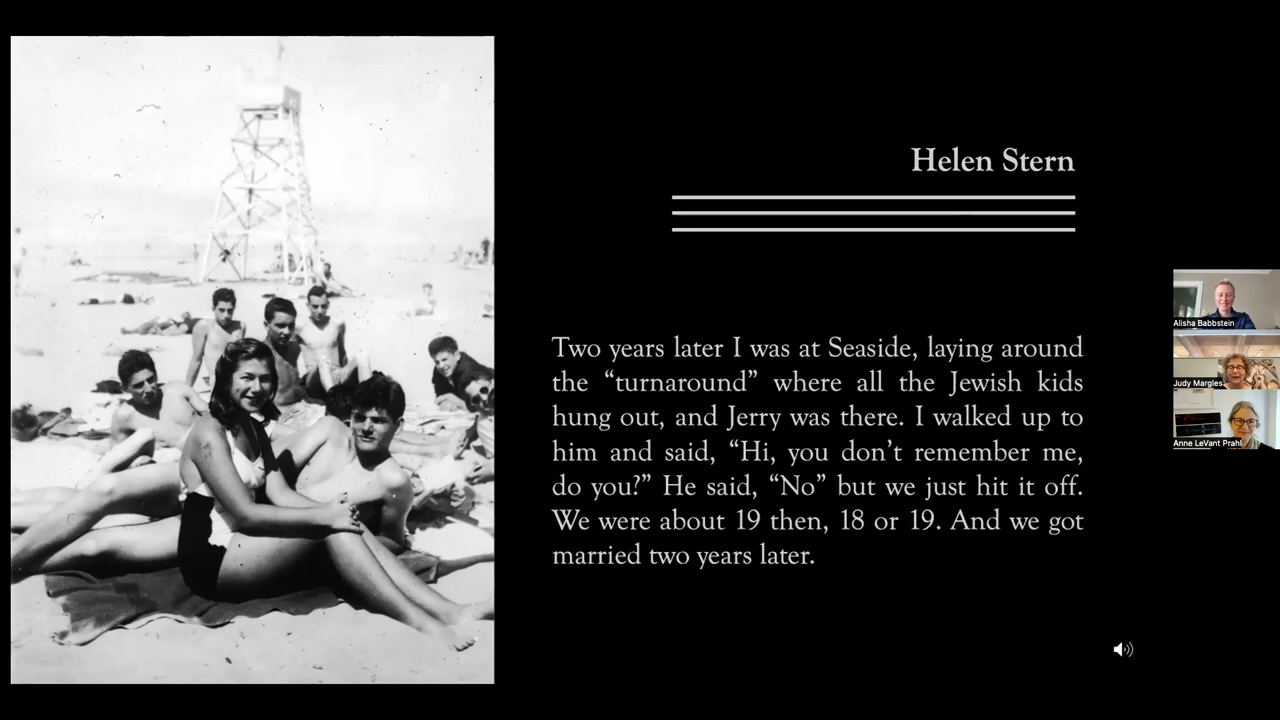 Helen Stern
Two years later I was at Seaside, laying around
the “turnaround” where all the Jewish kids
hung out, and Jerry was there. I walked up to
him and said, “Hi, you don’t remember me,
do you?” He said, “No” but we just hit it off.
We were about 19 then, 18 or 19. And we got
married two years later.
Alisha Babbstein
Judy Margles
Anne LeVant Prahl